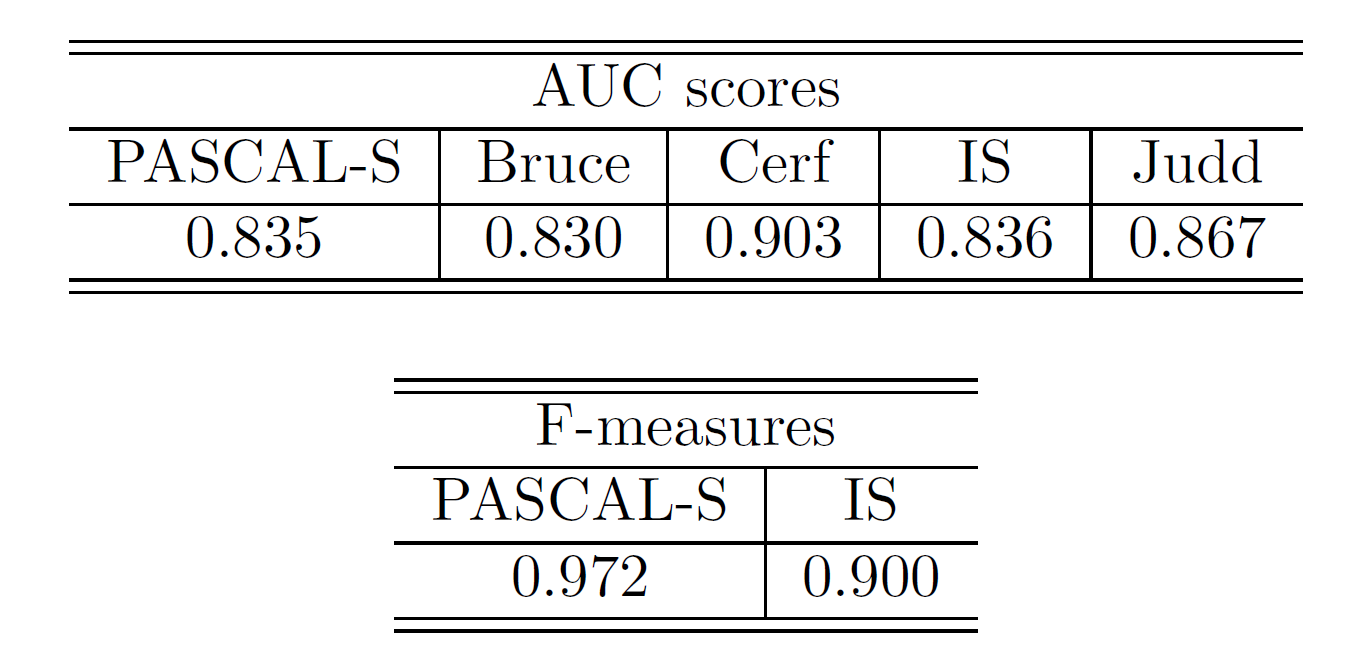 AUC scores
PASCAL-S Bruce Cerf IS Judd
0.835 0.830 0.903 0.836 0.867
F-measures
PASCAL-S IS
0.972 0.900